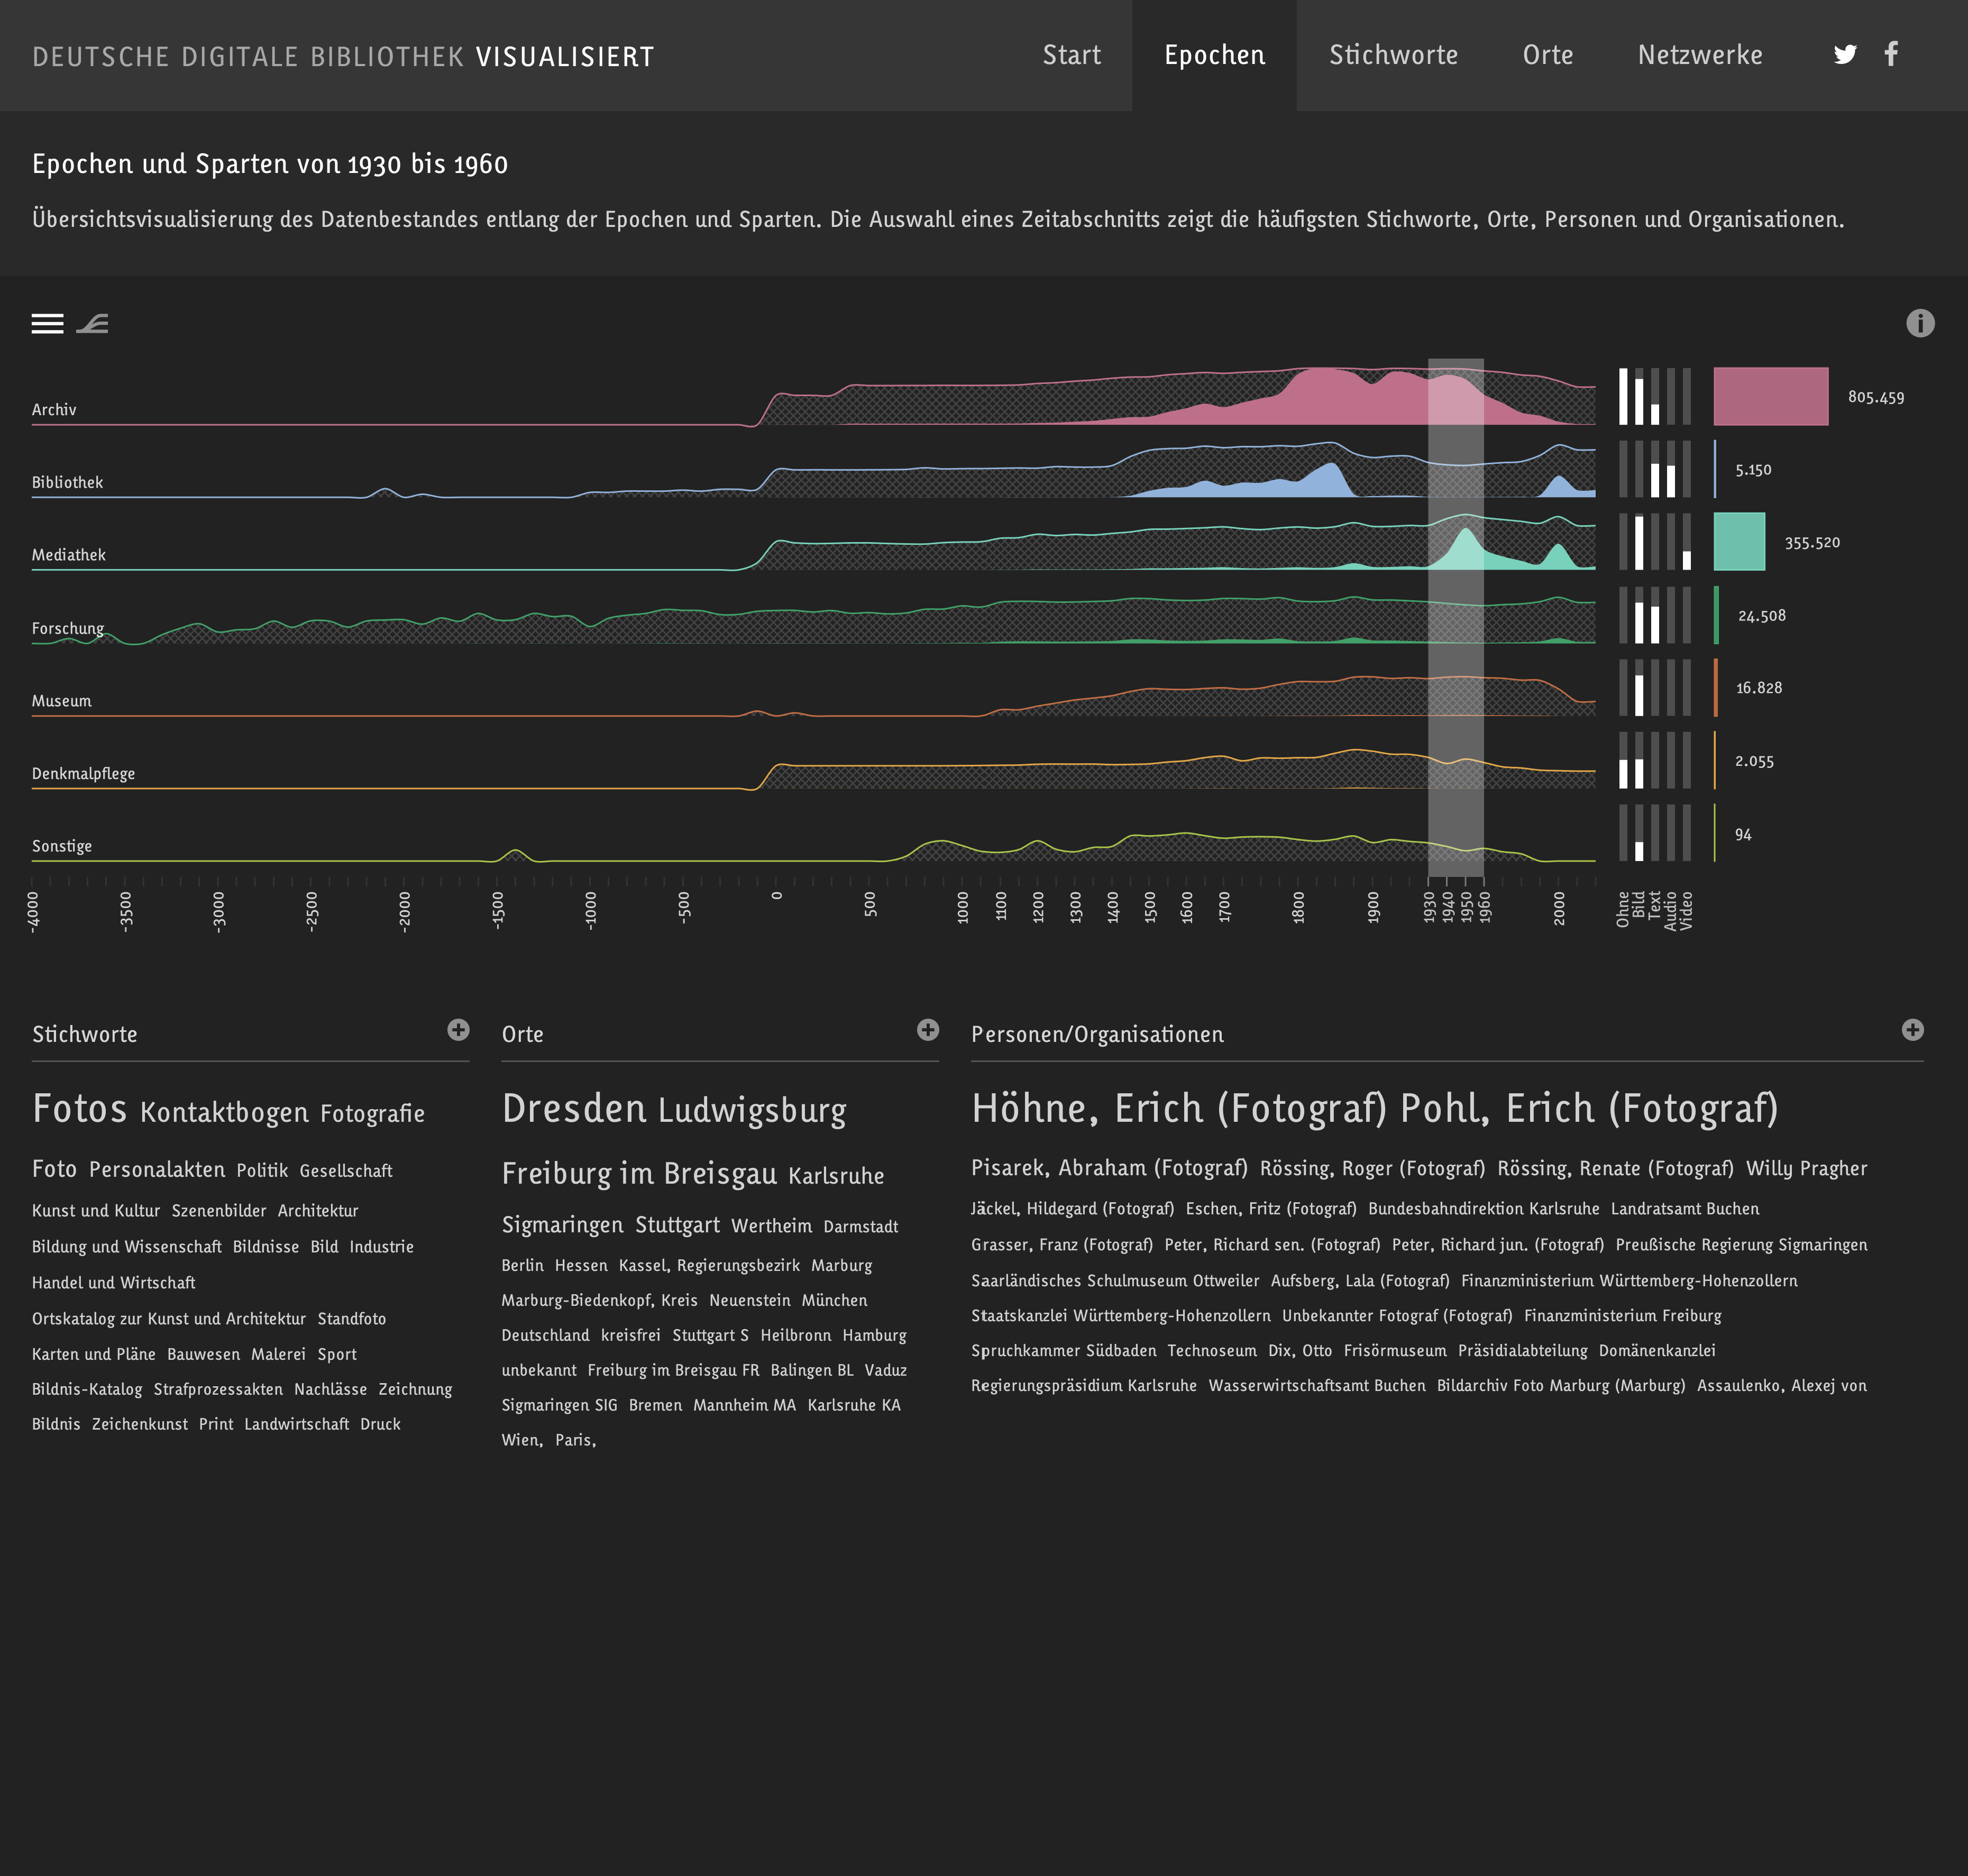 DEUTSCHE DIGITALE BIBLIOTHEK VISUALISIERT
Start Epochen Stichworte Orte Netzwerke
Epochen und Sparten von 1930 bis 1960
Übersichtsvisualisierung des Datenbestandes entlang der Epochen und Sparten. Die Auswahl eines Zeitabschnitts zeigt die häufigsten Stichworte, Orte, Personen und Organisationen.
Archiv 805.459
Bibliothek 5.150
Mediathek 355.520
Forschung 24.508
Museum 16.828
Denkmalpflege 2.055
Sonstige 94
-4000 -3500 -3000 -2500 -2000 -1500 -1000 -500 0 500 1000 1100 1200 1300 1400 1500 1600 1700 1800 1900 1930 1940 1950 1960 2000 Ohne Bild Text Audio Video
Stichworte
Fotos Kontaktbogen Fotografie
Foto Personalakten Politik Gesellschaft
Kunst und Kultur Szenenbilder Architektur
Bildung und Wissenschaft Bildnisse Bild Industrie
Handel und Wirtschaft
Ortskatalog zur Kunst und Architektur Standfoto
Karten und Pläne Bauwesen Malerei Sport
Bildnis-Katalog Strafprozessakten Nachlässe Zeichnung
Bildnis Zeichenkunst Print Landwirtschaft Druck
Orte
Dresden Ludwigsburg
Freiburg im Breisgau Karlsruhe
Sigmaringen Stuttgart Wertheim Darmstadt
Berlin Hessen Kassel, Regierungsbezirk Marburg
Marburg-Biedenkopf, Kreis Neuenstein München
Deutschland kreisfrei Stuttgart S Heilbronn Hamburg
unbekannt Freiburg im Breisgau FR Balingen BL Vaduz
Sigmaringen SIG Bremen Mannheim MA Karlsruhe KA
Wien, Paris,
Personen/Organisationen
Höhne, Erich (Fotograf) Pohl, Erich (Fotograf)
Pisarek, Abraham (Fotograf) Rössing, Roger (Fotograf) Rössing, Renate (Fotograf) Willy Pragher
Jäckel, Hildegard (Fotograf) Eschen, Fritz (Fotograf) Bundesbahndirektion Karlsruhe Landratsamt Buchen
Grasser, Franz (Fotograf) Peter, Richard sen. (Fotograf) Peter, Richard jun. (Fotograf) Preußische Regierung Sigmaringen
Saarländisches Schulmuseum Ottweiler Aufsberg, Lala (Fotograf) Finanzministerium Württemberg-Hohenzollern
Staatskanzlei Württemberg-Hohenzollern Unbekannter Fotograf (Fotograf) Finanzministerium Freiburg
Spruchkammer Südbaden Technoseum Dix, Otto Frisörmuseum Präsidialabteilung Domänenkanzlei
Regierungspräsidium Karlsruhe Wasserwirtschaftsamt Buchen Bildarchiv Foto Marburg (Marburg) Assaulenko, Alexej von